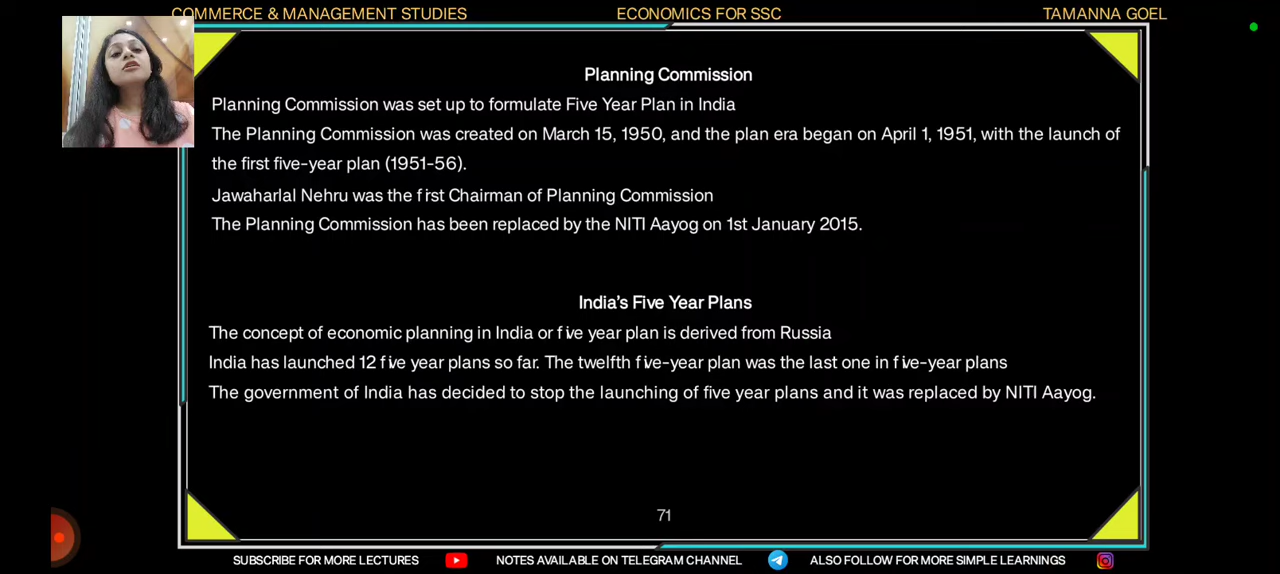 COMMERCE & MANAGEMENT STUDIES ECONOMICS FOR SSC TAMANNA GOEL
Planning Commission
Planning Commission was set up to formulate Five Year Plan in India
The Planning Commission was created on March 15, 1950, and the plan era began on April 1, 1951, with the launch of
the first five-year plan (1951-56).
Jawaharlal Nehru was the first Chairman of Planning Commission
The Planning Commission has been replaced by the NITI Aayog on 1st January 2015.
India's Five Year Plans
The concept of economic planning in India or five year plan is derived from Russia
India has launched 12 five year plans so far. The twelfth five-year plan was the last one in five-year plans
The government of India has decided to stop the launching of five year plans and it was replaced by NITI Aayog.
71
SUBSCRIBE FOR MORE LECTURES NOTES AVAILABLE ON TELEGRAM CHANNEL ALSO FOLLOW FOR MORE SIMPLE LEARNINGS